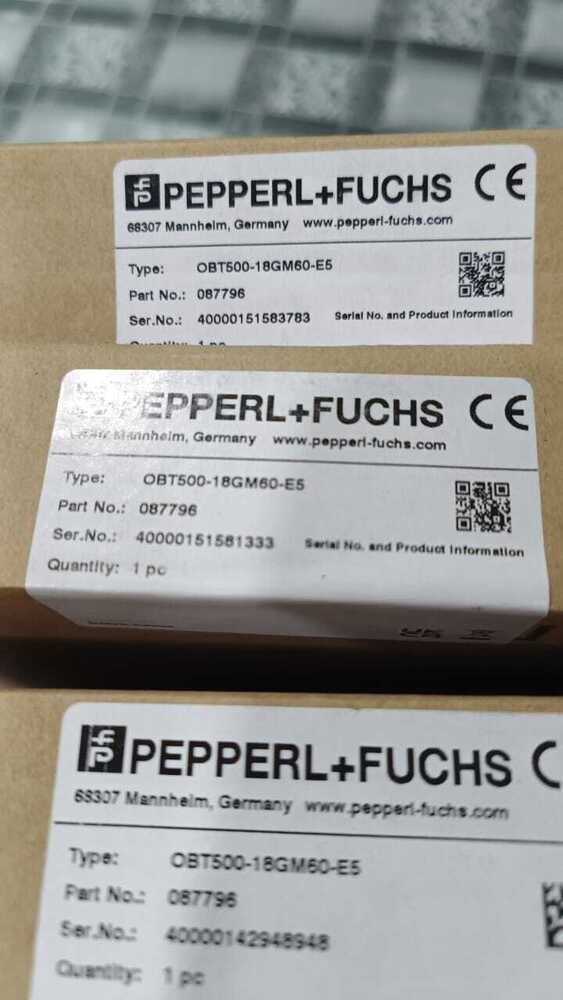 PEPPERL+FUCHS CE
68307 Mannheim, Germany www.pepperl-fuchs.com
Type: OBT500-18GM60-E5
Part No.: 087796
Ser.No.: 40000151583783 Serial No. and Product Information
PEPPERL+FUCHS CE
Mannheim, Germany www.pepperl-fuchs.com
Type: OBT500-18GM60-E5
Part No.: 087796
Ser.No.: 40000151581333 Serial No. and Product Information
Quantity: 1 pc
PEPPERL+FUCHS
68307 Mannheim, Germany www.pepperl-fuchs.com
Type: OBT500-18GM60-E5
Part No.: 087796
Ser.No.: 40000142948948
Quantity: 1 pc